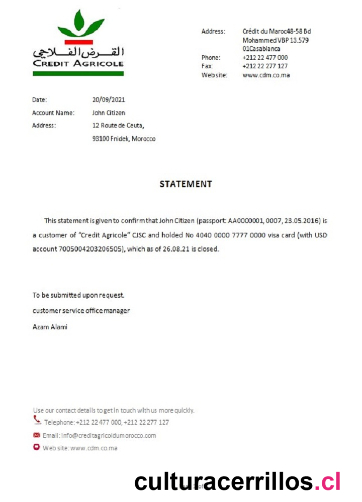 القرض الفلاحي
CREDIT AGRICOLE
Address: Crédit du Maroc48-58 Bd
Mohammed VBP 13.579
01Casablanca
Phone: +212 22 477 000
Fax: +212 22 277 127
Web site: www.cdm.co.ma
Date: 20/09/2021
Account Name: John Citizen
Address: 12 Route de Ceuta,
93100 Fnidek, Morocco
STATEMENT
This statement is given to confirm that John Citizen (passport: AA0000001, 0007, 23.05.2016) is
a customer of "Credit Agricole" CJSC and holded No 4040 0000 7777 0000 visa card (with USD
account 7005004203206505), which as of 26.08.21 is closed.
To be submitted upon request.
customer service office manager
Azam Alami
Use our contact details to get in touch with us more quickly.
Telephone: +212 22 477 000, +212 22 277 127
Email: info@creditagricoldumorocco.com
Web site: www.cdm.co.ma
culturacerrillos.cl